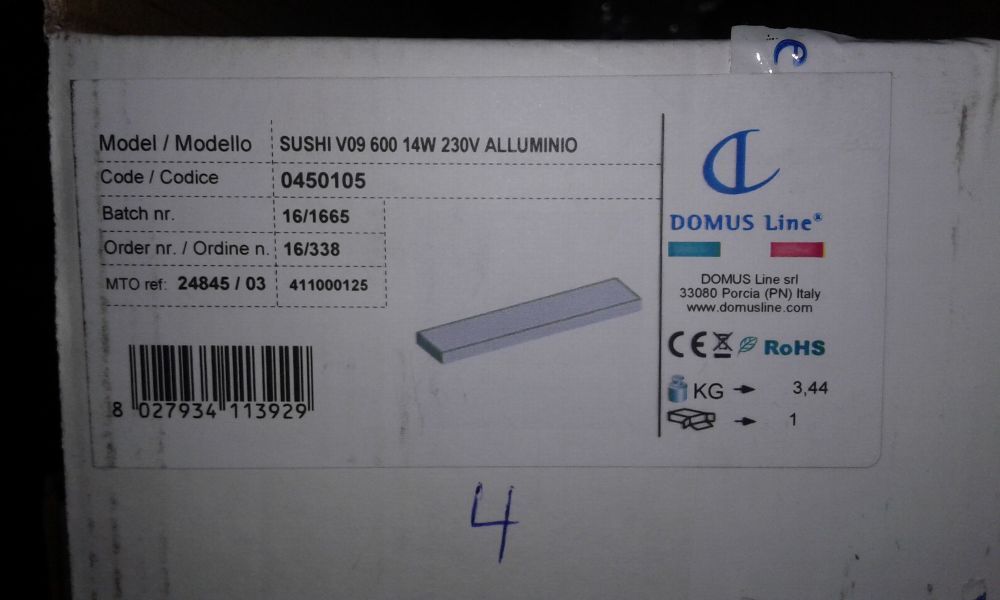 Model / Modello SUSHI V09 600 14W 230V ALLUMINIO
Code / Codice 0450105
Batch nr. 16/1665
Order nr. / Ordine n. 16/338
MTO ref: 24845 / 03 411000125
8 027934 113929
DOMUS Line®
DOMUS Line srl
33080 Porcia (PN) Italy
www.domusline.com
CE RoHS
KG 3,44
1
4